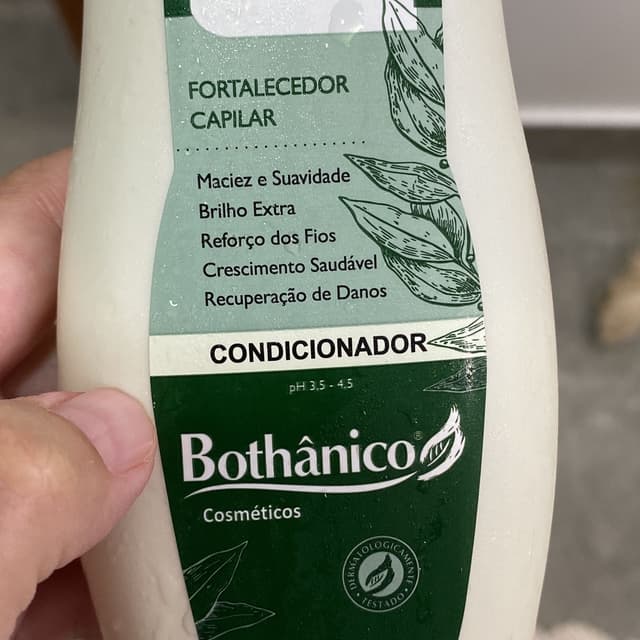 FORTALECEDOR
CAPILAR
Maciez e Suavidade
Brilho Extra
Reforço dos Fios
Crescimento Saudável
Recuperação de Danos
CONDICIONADOR
pH 3,5 - 4,5
Bothânico®
Cosméticos
DERMATOLOGICAMENTE
• TESTADO •